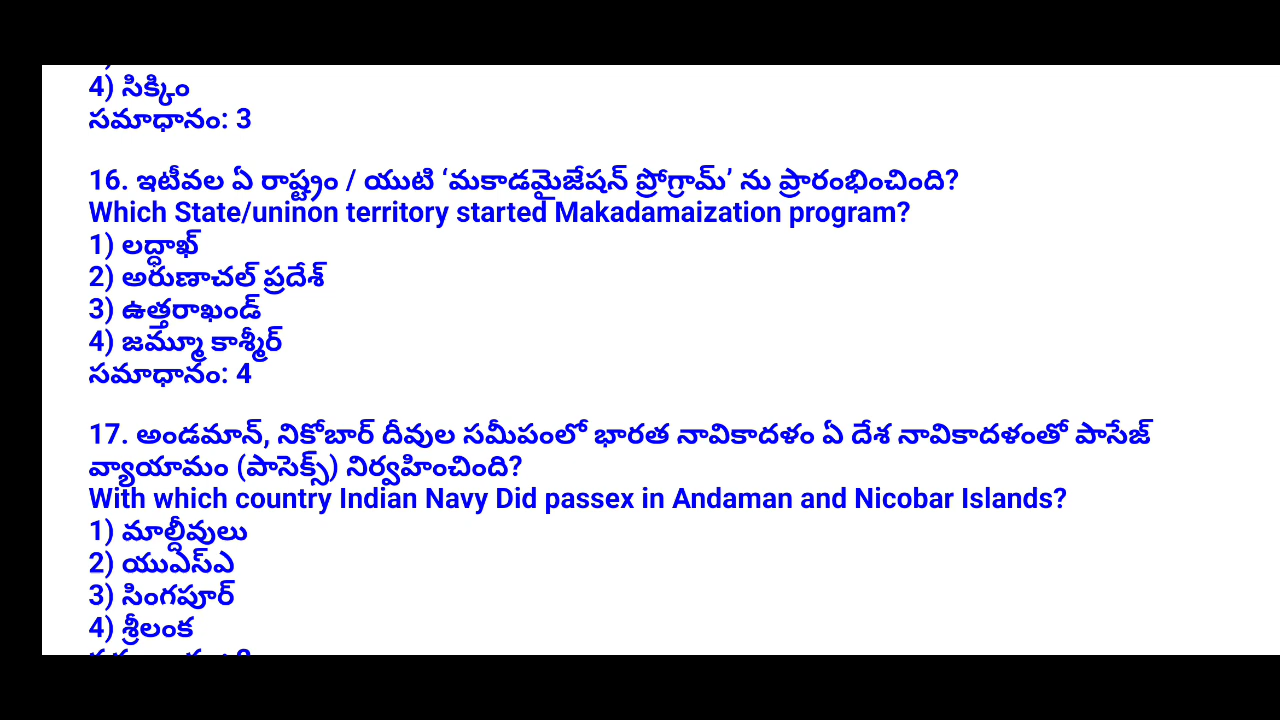 4) సిక్కిం
సమాధానం: 3
16. ఇటీవల ఏ రాష్ట్రం / యుటి ‘మకాడమైజేషన్ ప్రోగ్రామ్’ ను ప్రారంభించింది?
Which State/uninon territory started Makadamaization program?
1) లద్ధాఖ్
2) అరుణాచల్ ప్రదేశ్
3) ఉత్తరాఖండ్
4) జమ్మూ కాశ్మీర్
సమాధానం: 4
17. అండమాన్, నికోబార్ దీవుల సమీపంలో భారత నావికాదళం ఏ దేశ నావికాదళంతో పాసేజ్
వ్యాయామం (పాసెక్స్) నిర్వహించింది?
With which country Indian Navy Did passex in Andaman and Nicobar Islands?
1) మాల్దీవులు
2) యుఎస్ఎ
3) సింగపూర్
4) శ్రీలంక